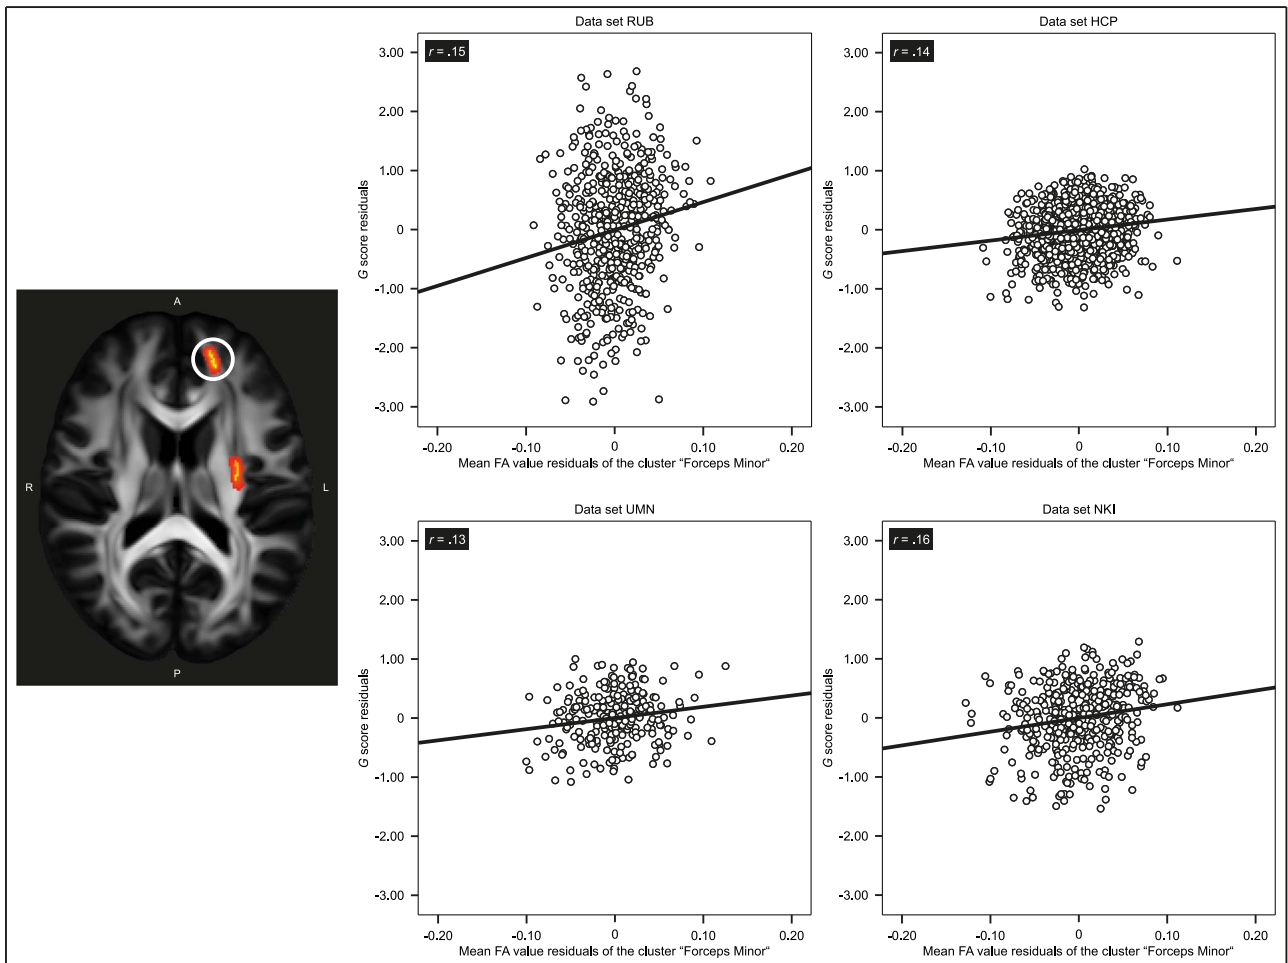 A
R
L
P
Data set RUB
r = .15
3.00
2.00
1.00
0
-1.00
-2.00
-3.00
G score residuals
-0.20 -0.10 0 0.10 0.20
Mean FA value residuals of the cluster “Forceps Minor“
Data set HCP
r = .14
3.00
2.00
1.00
0
-1.00
-2.00
-3.00
G score residuals
-0.20 -0.10 0 0.10 0.20
Mean FA value residuals of the cluster “Forceps Minor“
Data set UMN
r = .13
3.00
2.00
1.00
0
-1.00
-2.00
-3.00
G score residuals
-0.20 -0.10 0 0.10 0.20
Mean FA value residuals of the cluster “Forceps Minor“
Data set NKI
r = .16
3.00
2.00
1.00
0
-1.00
-2.00
-3.00
G score residuals
-0.20 -0.10 0 0.10 0.20
Mean FA value residuals of the cluster “Forceps Minor“